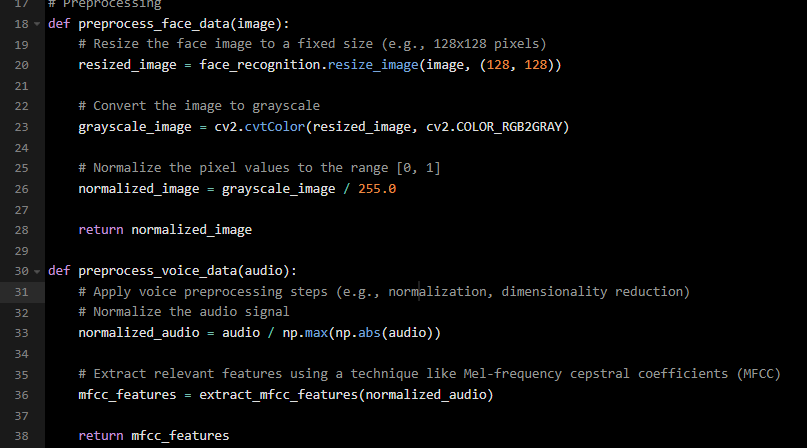 17 # Preprocessing
18 def preprocess_face_data(image):
19     # Resize the face image to a fixed size (e.g., 128x128 pixels)
20     resized_image = face_recognition.resize_image(image, (128, 128))
21
22     # Convert the image to grayscale
23     grayscale_image = cv2.cvtColor(resized_image, cv2.COLOR_RGB2GRAY)
24
25     # Normalize the pixel values to the range [0, 1]
26     normalized_image = grayscale_image / 255.0
27
28     return normalized_image
29
30 def preprocess_voice_data(audio):
31     # Apply voice preprocessing steps (e.g., normalization, dimensionality reduction)
32     # Normalize the audio signal
33     normalized_audio = audio / np.max(np.abs(audio))
34
35     # Extract relevant features using a technique like Mel-frequency cepstral coefficients (MFCC)
36     mfcc_features = extract_mfcc_features(normalized_audio)
37
38     return mfcc_features